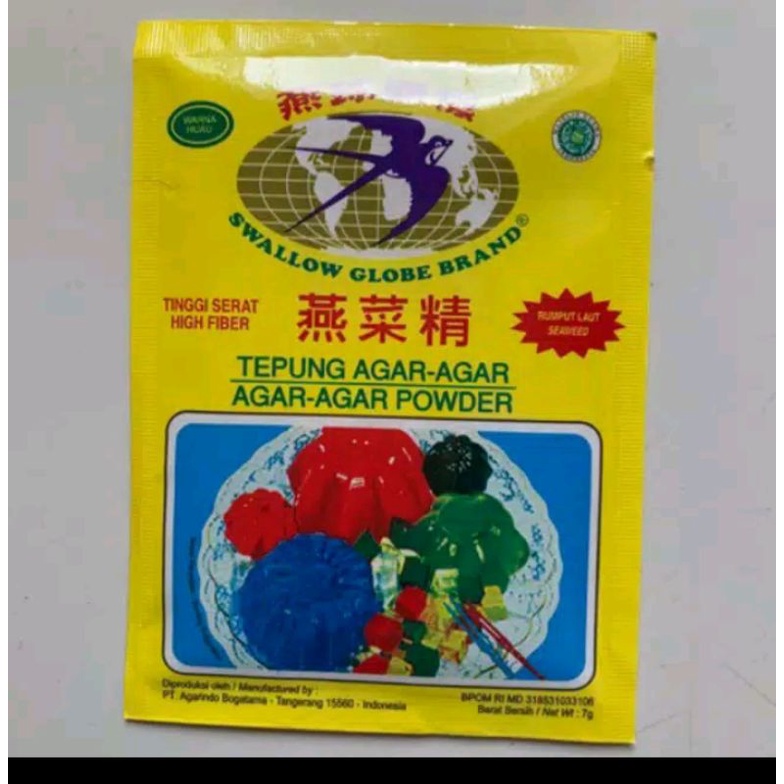 WARNA
HIJAU
SWALLOW GLOBE BRAND®
TINGGI SERAT
HIGH FIBER
燕菜精
RUMPUT LAUT
SEAWEED
TEPUNG AGAR-AGAR
AGAR-AGAR POWDER
Diproduksi oleh / Manufactured by :
PT. Agarindo Bogatama - Tangerang 15560 - Indonesia
BPOM RI MD 318531033106
Berat Bersih / Net Wt : 7g